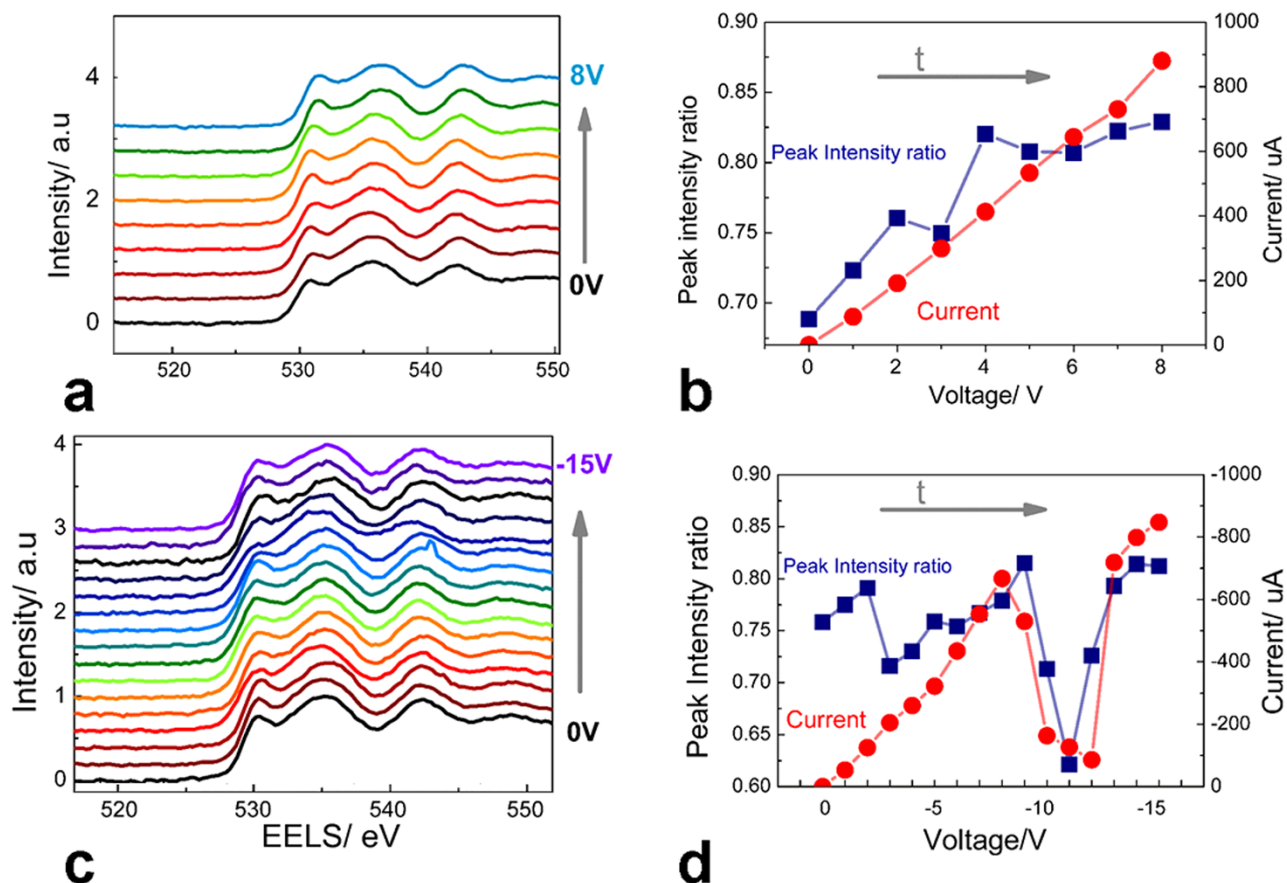 Intensity/ a.u
4
2
0
8V
0V
520
530
540
550
a
Peak intensity ratio
0.90
0.85
0.80
0.75
0.70
t
Peak Intensity ratio
Current
1000
800
600
400
200
0
Current/ uA
0
2
4
6
8
Voltage/ V
b
Intensity/ a.u
4
3
2
1
0
-15V
0V
520
530
540
550
EELS/ eV
c
Peak Intensity ratio
0.90
0.85
0.80
0.75
0.70
0.65
0.60
t
Peak Intensity ratio
Current
-1000
-800
-600
-400
-200
0
Current/ uA
0
-5
-10
-15
Voltage/V
d